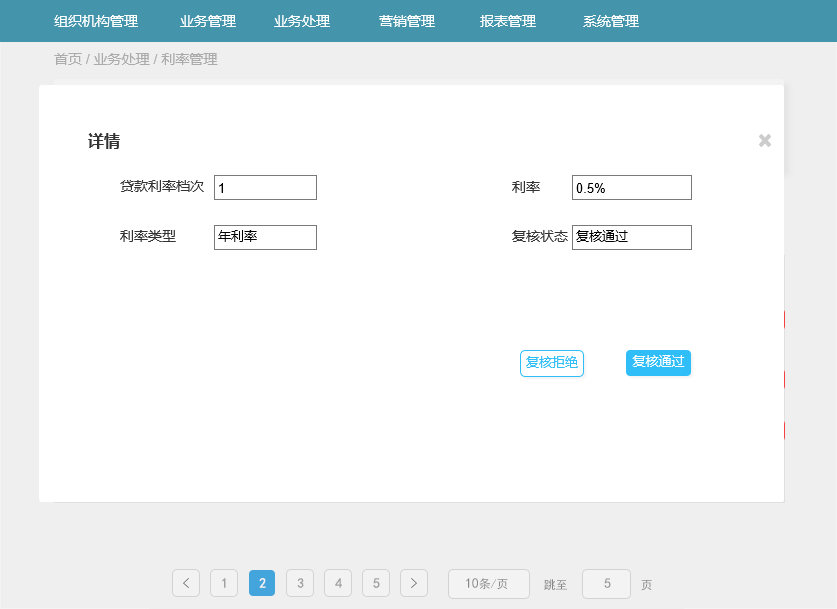 组织机构管理 业务管理 业务处理 营销管理 报表管理 系统管理
首页 / 业务处理 / 利率管理
详情
贷款利率档次 1 利率 0.5%
利率类型 年利率 复核状态 复核通过
复核拒绝 复核通过
1 2 3 4 5 10条/页 跳至 5 页